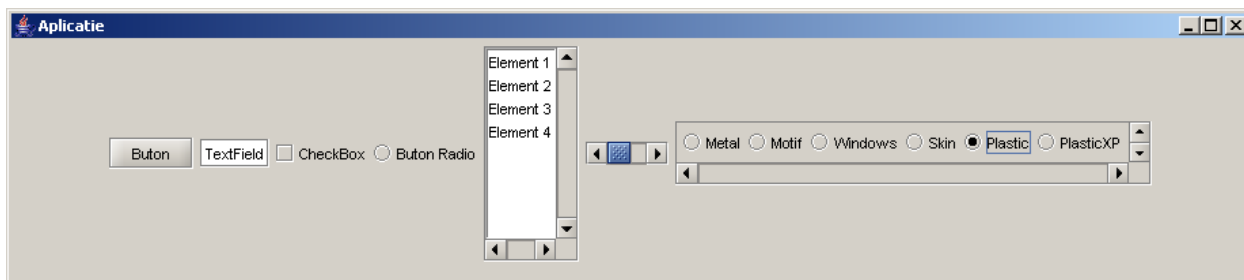 Aplicatie
Element 1
Element 2
Element 3
Element 4
Buton TextField CheckBox Buton Radio
Metal Motif Windows Skin Plastic PlasticXP